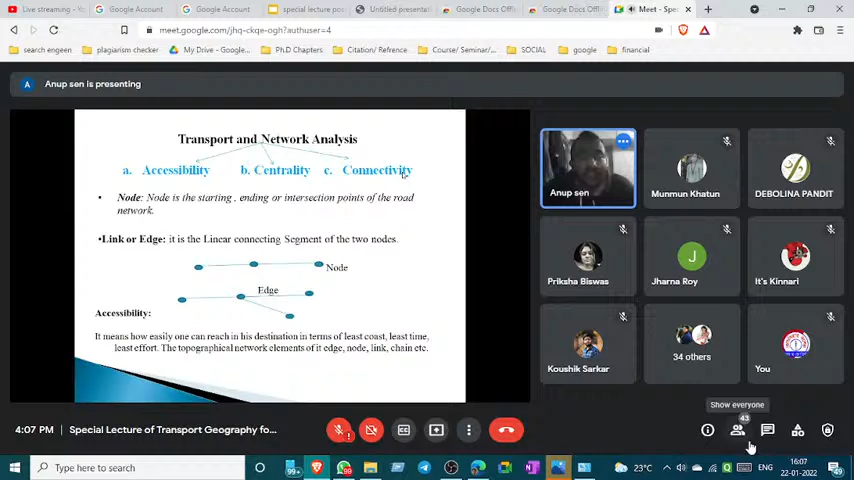 Live streaming - Yo
Google Account
Google Account
special lecture pos
Untitled presentati
Google Docs Offli
Google Docs Offli
Meet - Spe
meet.google.com/jhq-ckqe-ogh?authuser=4
search engeen
plagiarism checker
My Drive - Google...
Ph.D Chapters
Citation/ Refrence
Course/ Seminar/...
SOCIAL
google
financial
A
Anup sen is presenting
Transport and Network Analysis
a. Accessibility b. Centrality c. Connectivity
• Node: Node is the starting , ending or intersection points of the road
network.
•Link or Edge: it is the Linear connecting Segment of the two nodes.
Node
Edge
Accessibility:
It means how easily one can reach in his destination in terms of least coast, least time,
least effort. The topographical network elements of it edge, node, link, chain etc.
Anup sen
Munmun Khatun
DEBOLINA PANDIT
Priksha Biswas
J
Jharna Roy
It's Kinnari
Koushik Sarkar
34 others
You
Show everyone
43
4:07 PM Special Lecture of Transport Geography fo...
Type here to search
99+
23°C
ENG
16:07
22-01-2022
49